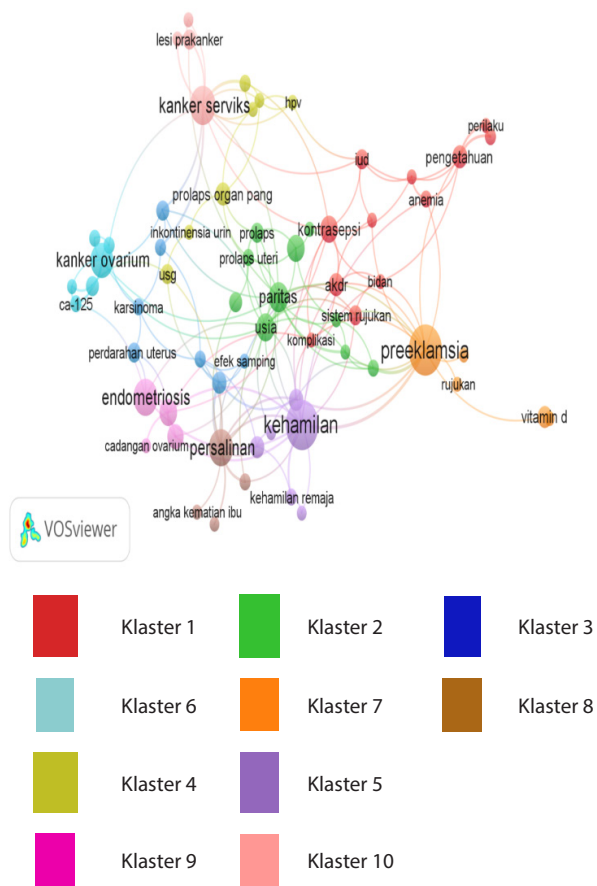 lesi prakanker
kanker serviks
hpv
perilaku
iud
pengetahuan
prolaps organ pang
anemia
inkontinensia urin
prolaps
kontrasepsi
kanker ovarium
prolaps uteri
usg
akdr
bidan
ca-125
karsinoma
paritas
sistem rujukan
usia
komplikasi
perdarahan uterus
efek samping
preeklamsia
rujukan
endometriosis
vitamin d
kehamilan
cadangan ovarium
persalinan
kehamilan remaja
angka kematian ibu
VOSviewer
Klaster 1
Klaster 2
Klaster 3
Klaster 6
Klaster 7
Klaster 8
Klaster 4
Klaster 5
Klaster 9
Klaster 10